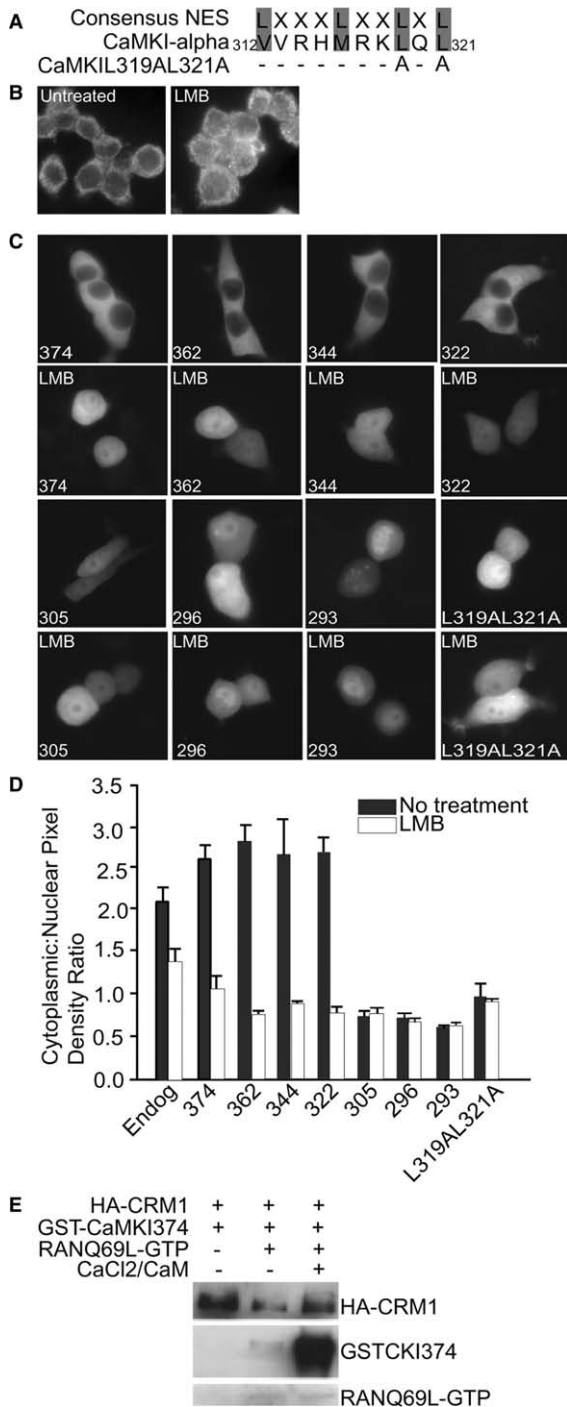 A
Consensus NES L X X X L X X L X L
CaMKI-alpha 312 V V R H M R K L Q L 321
CaMKIL319AL321A - - - - - - - A - A
B
Untreated LMB
C
374 362 344 322
LMB LMB LMB LMB
374 362 344 322
305 296 293 L319AL321A
LMB LMB LMB LMB
305 296 293 L319AL321A
D
Cytoplasmic:Nuclear Pixel
Density Ratio
3.5
3.0
2.5
2.0
1.5
1.0
0.5
0.0
No treatment
LMB
Endog 374 362 344 322 305 296 293 L319AL321A
E
HA-CRM1 + + +
GST-CaMKI374 + + +
RANQ69L-GTP - + +
CaCl2/CaM - - +
HA-CRM1
GSTCKI374
RANQ69L-GTP